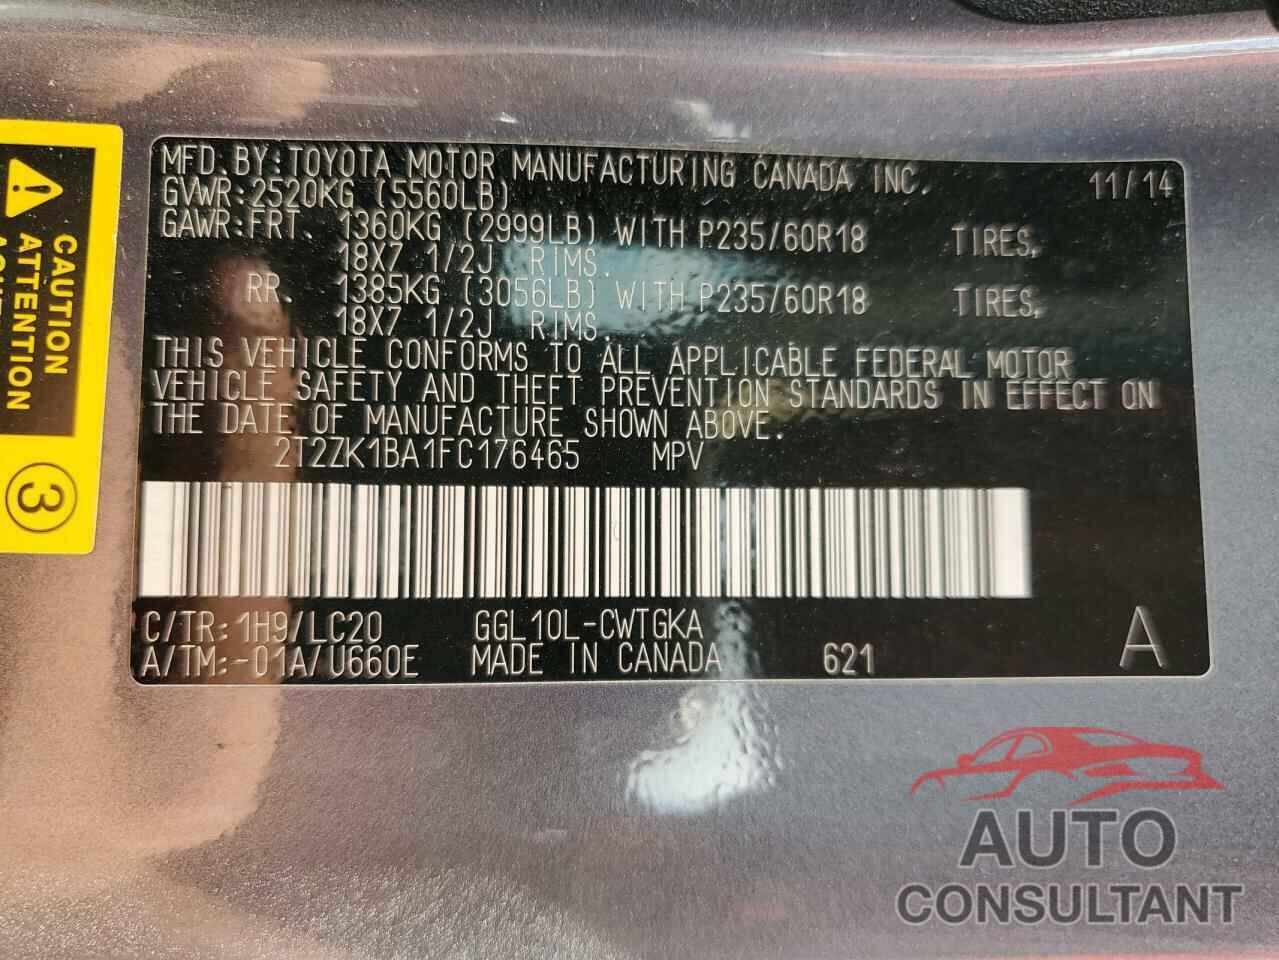 MFD. BY: TOYOTA MOTOR MANUFACTURING CANADA INC. 11/14
GVWR: 2520KG (5560LB)
GAWR: FRT. 1360KG (2999LB) WITH P235/60R18 TIRES,
18X7 1/2J RIMS.
RR. 1385KG (3056LB) WITH P235/60R18 TIRES,
18X7 1/2J RIMS.
THIS VEHICLE CONFORMS TO ALL APPLICABLE FEDERAL MOTOR
VEHICLE SAFETY AND THEFT PREVENTION STANDARDS IN EFFECT ON
THE DATE OF MANUFACTURE SHOWN ABOVE.
2T2ZK1BA1FC176465 MPV
C/TR: 1H9/LC20 GGL10L-CWTGKA
A/TM: -01A/U660E MADE IN CANADA 621 A
CAUTION
ATTENTION
3
AUTO
CONSULTANT